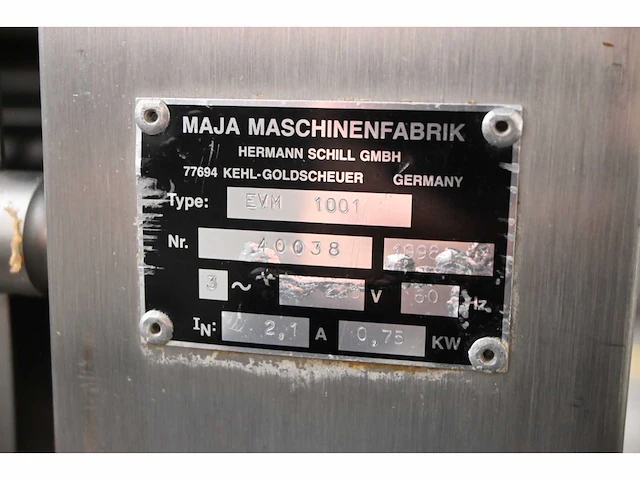 MAJA MASCHINENFABRIK
HERMANN SCHILL GMBH
77694 KEHL-GOLDSCHEUER GERMANY
Type: EVM 1001
Nr. 40038
3 ~ V Hz
IN: 2,1 A 0,75 KW